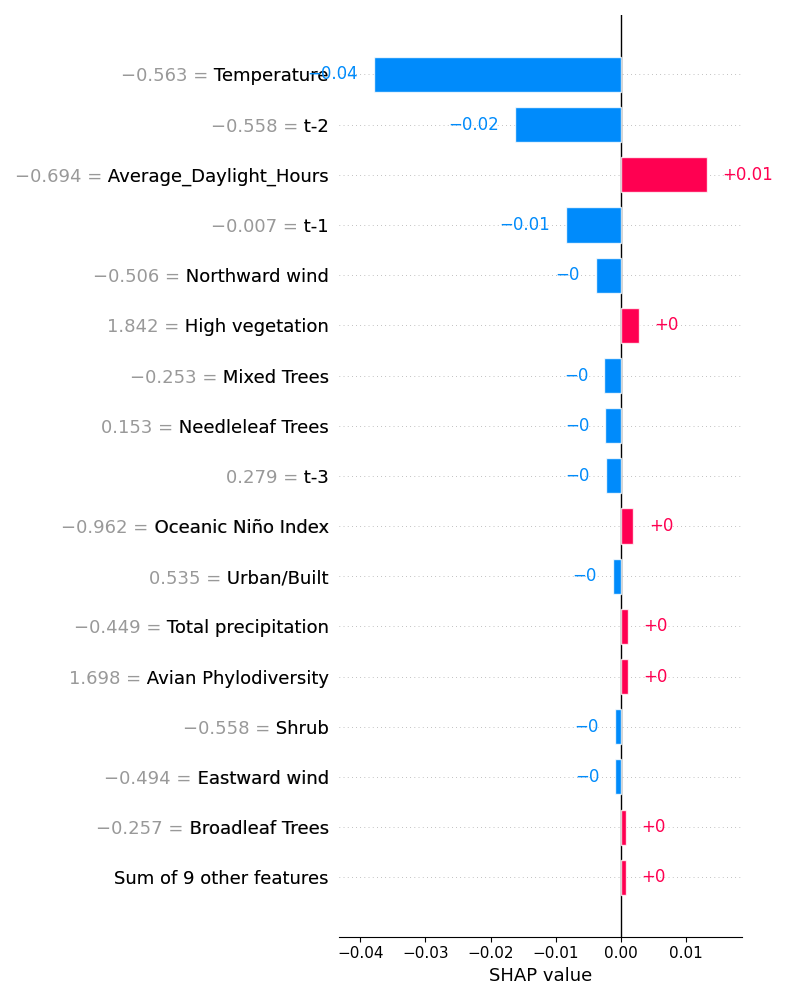 −0.563 = Temperature −0.04
−0.558 = t-2 −0.02
−0.694 = Average_Daylight_Hours +0.01
−0.007 = t-1 −0.01
−0.506 = Northward wind −0
1.842 = High vegetation +0
−0.253 = Mixed Trees −0
0.153 = Needleleaf Trees −0
0.279 = t-3 −0
−0.962 = Oceanic Niño Index +0
0.535 = Urban/Built −0
−0.449 = Total precipitation +0
1.698 = Avian Phylodiversity +0
−0.558 = Shrub −0
−0.494 = Eastward wind −0
−0.257 = Broadleaf Trees +0
Sum of 9 other features +0
−0.04 −0.03 −0.02 −0.01 0.00 0.01
SHAP value